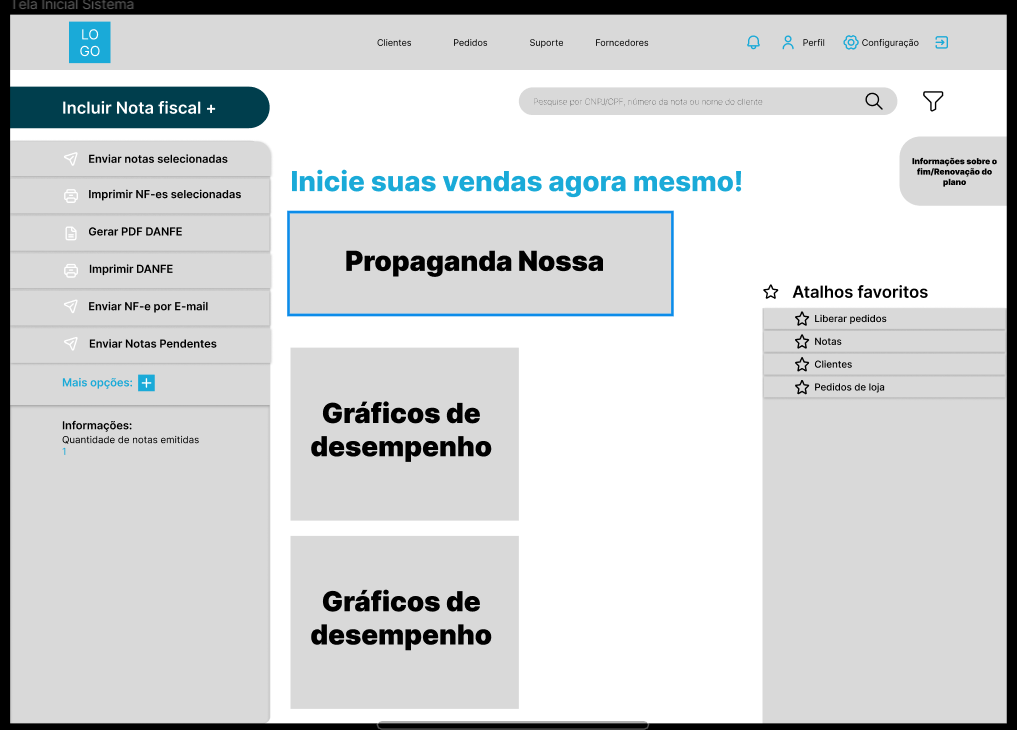 Tela Inicial Sistema
LO
GO
Clientes
Pedidos
Suporte
Forncedores
Perfil
Configuração
Incluir Nota fiscal +
Pesquise por CNPJ/CPF, número da nota ou nome do cliente
Enviar notas selecionadas
Imprimir NF-es selecionadas
Gerar PDF DANFE
Imprimir DANFE
Enviar NF-e por E-mail
Enviar Notas Pendentes
Mais opções: +
Informações:
Quantidade de notas emitidas
1
Inicie suas vendas agora mesmo!
Propaganda Nossa
Gráficos de
desempenho
Gráficos de
desempenho
Informações sobre o
fim/Renovação do
plano
Atalhos favoritos
Liberar pedidos
Notas
Clientes
Pedidos de loja